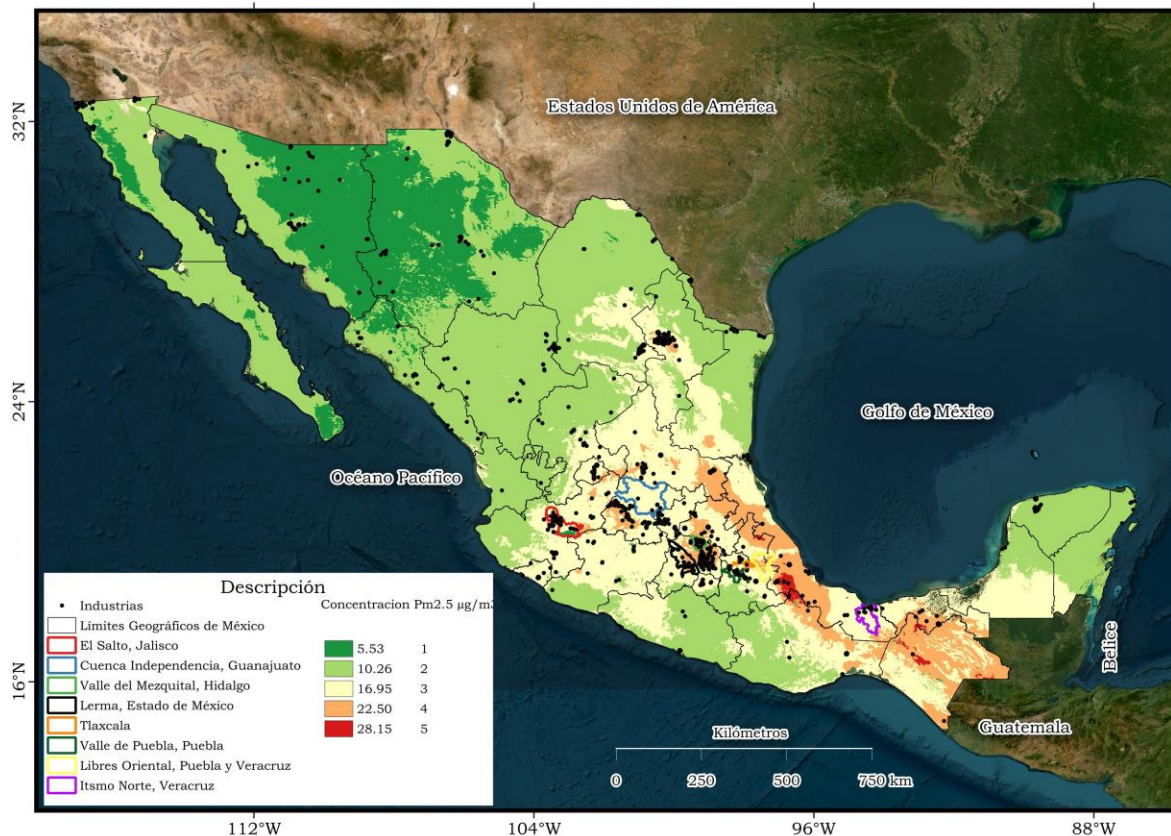 Estados Unidos de América
32°N
24°N
Golfo de México
Océano Pacífico
16°N
Belice
Guatemala
Descripción
Industrias
Límites Geográficos de México
El Salto, Jalisco
Cuenca Independencia, Guanajuato
Valle del Mezquital, Hidalgo
Lerma, Estado de México
Tlaxcala
Valle de Puebla, Puebla
Libres Oriental, Puebla y Veracruz
Itsmo Norte, Veracruz
Concentracion Pm2.5 µg/m3
5.53 1
10.26 2
16.95 3
22.50 4
28.15 5
Kilómetros
0 250 500 750 km
112°W 104°W 96°W 88°W